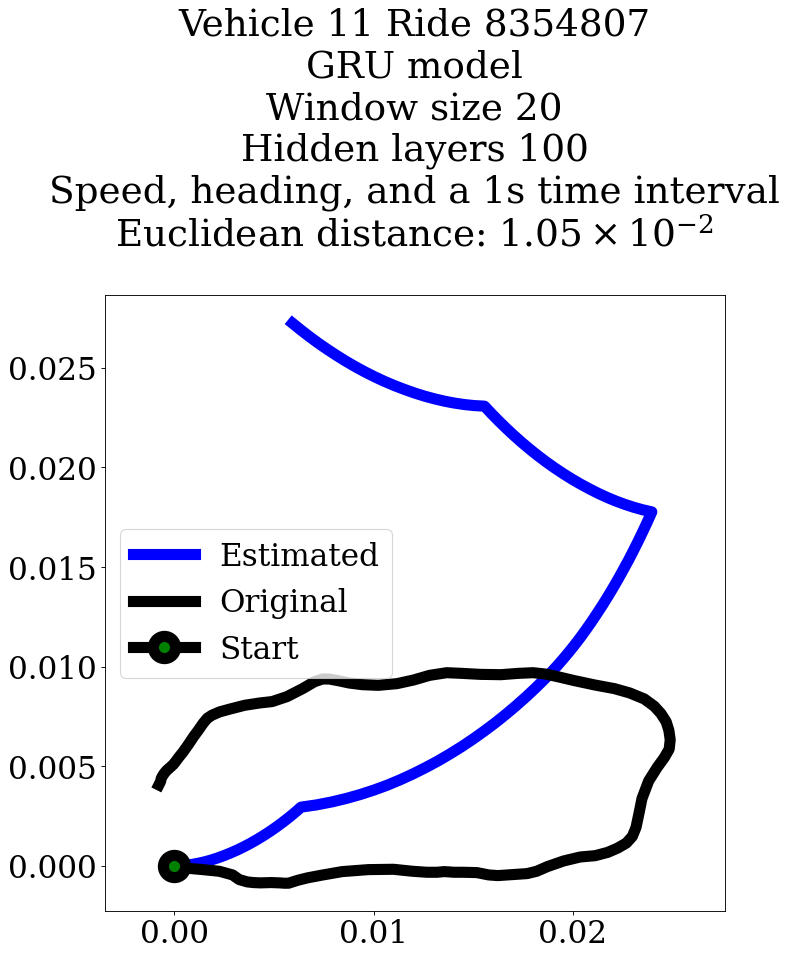 Vehicle 11 Ride 8354807
GRU model
Window size 20
Hidden layers 100
Speed, heading, and a 1s time interval
Euclidean distance: 1.05 × 10⁻²
0.025
0.020
0.015
0.010
0.005
0.000
Estimated
Original
Start
0.00 0.01 0.02